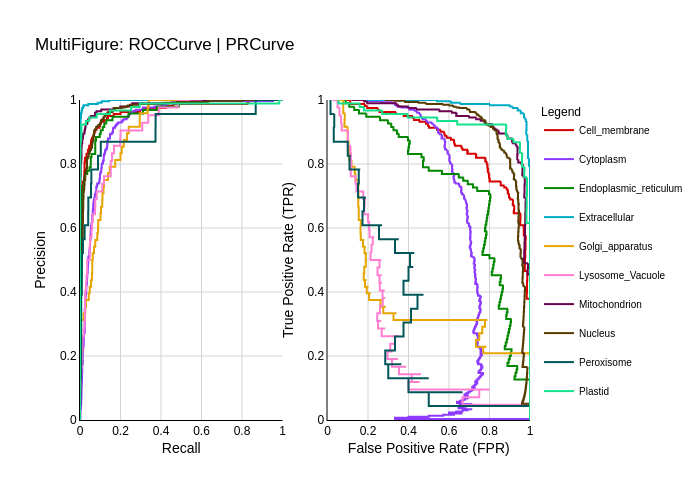 MultiFigure: ROCCurve | PRCurve
Precision
1
0.8
0.6
0.4
0.2
0
0 0.2 0.4 0.6 0.8 1
Recall
True Positive Rate (TPR)
1
0.8
0.6
0.4
0.2
0
0 0.2 0.4 0.6 0.8 1
False Positive Rate (FPR)
Legend
Cell_membrane
Cytoplasm
Endoplasmic_reticulum
Extracellular
Golgi_apparatus
Lysosome_Vacuole
Mitochondrion
Nucleus
Peroxisome
Plastid